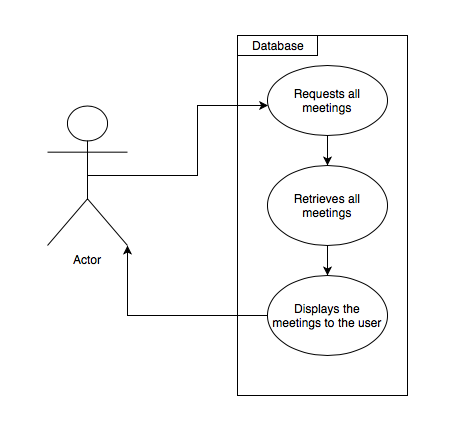 Database
Requests all
meetings
Retrieves all
meetings
Actor
Displays the
meetings to the user